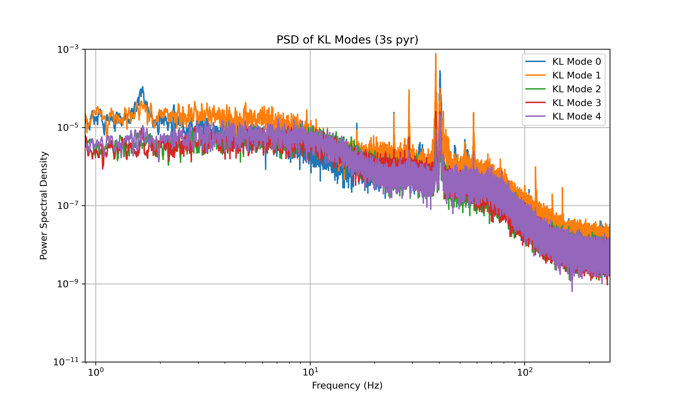 PSD of KL Modes (3s pyr)
10⁻³
10⁻⁵
10⁻⁷
10⁻⁹
10⁻¹¹
Power Spectral Density
KL Mode 0
KL Mode 1
KL Mode 2
KL Mode 3
KL Mode 4
10⁰
10¹
10²
Frequency (Hz)